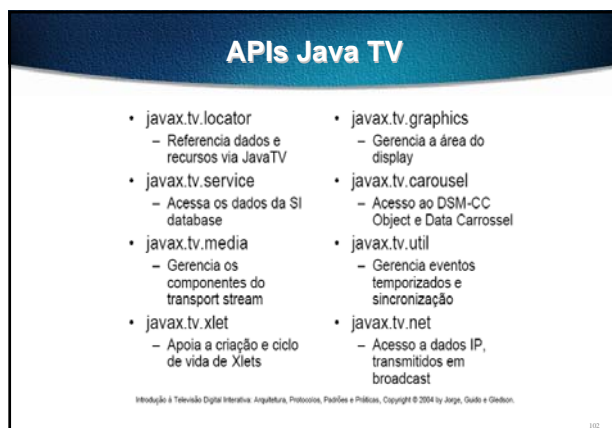 APIs Java TV
• javax.tv.locator
– Referencia dados e
recursos via JavaTV
• javax.tv.service
– Acessa os dados da SI
database
• javax.tv.media
– Gerencia os
componentes do
transport stream
• javax.tv.xlet
– Apoia a criação e ciclo
de vida de Xlets
• javax.tv.graphics
– Gerencia a área do
display
• javax.tv.carousel
– Acesso ao DSM-CC
Object e Data Carrossel
• javax.tv.util
– Gerencia eventos
temporizados e
sincronização
• javax.tv.net
– Acesso a dados IP,
transmitidos em
broadcast
Introdução à Televisão Digital Interativa: Arquitetura, Protocolos, Padrões e Práticas, Copyright © 2004 by Jorge, Guido e Gledson.
102